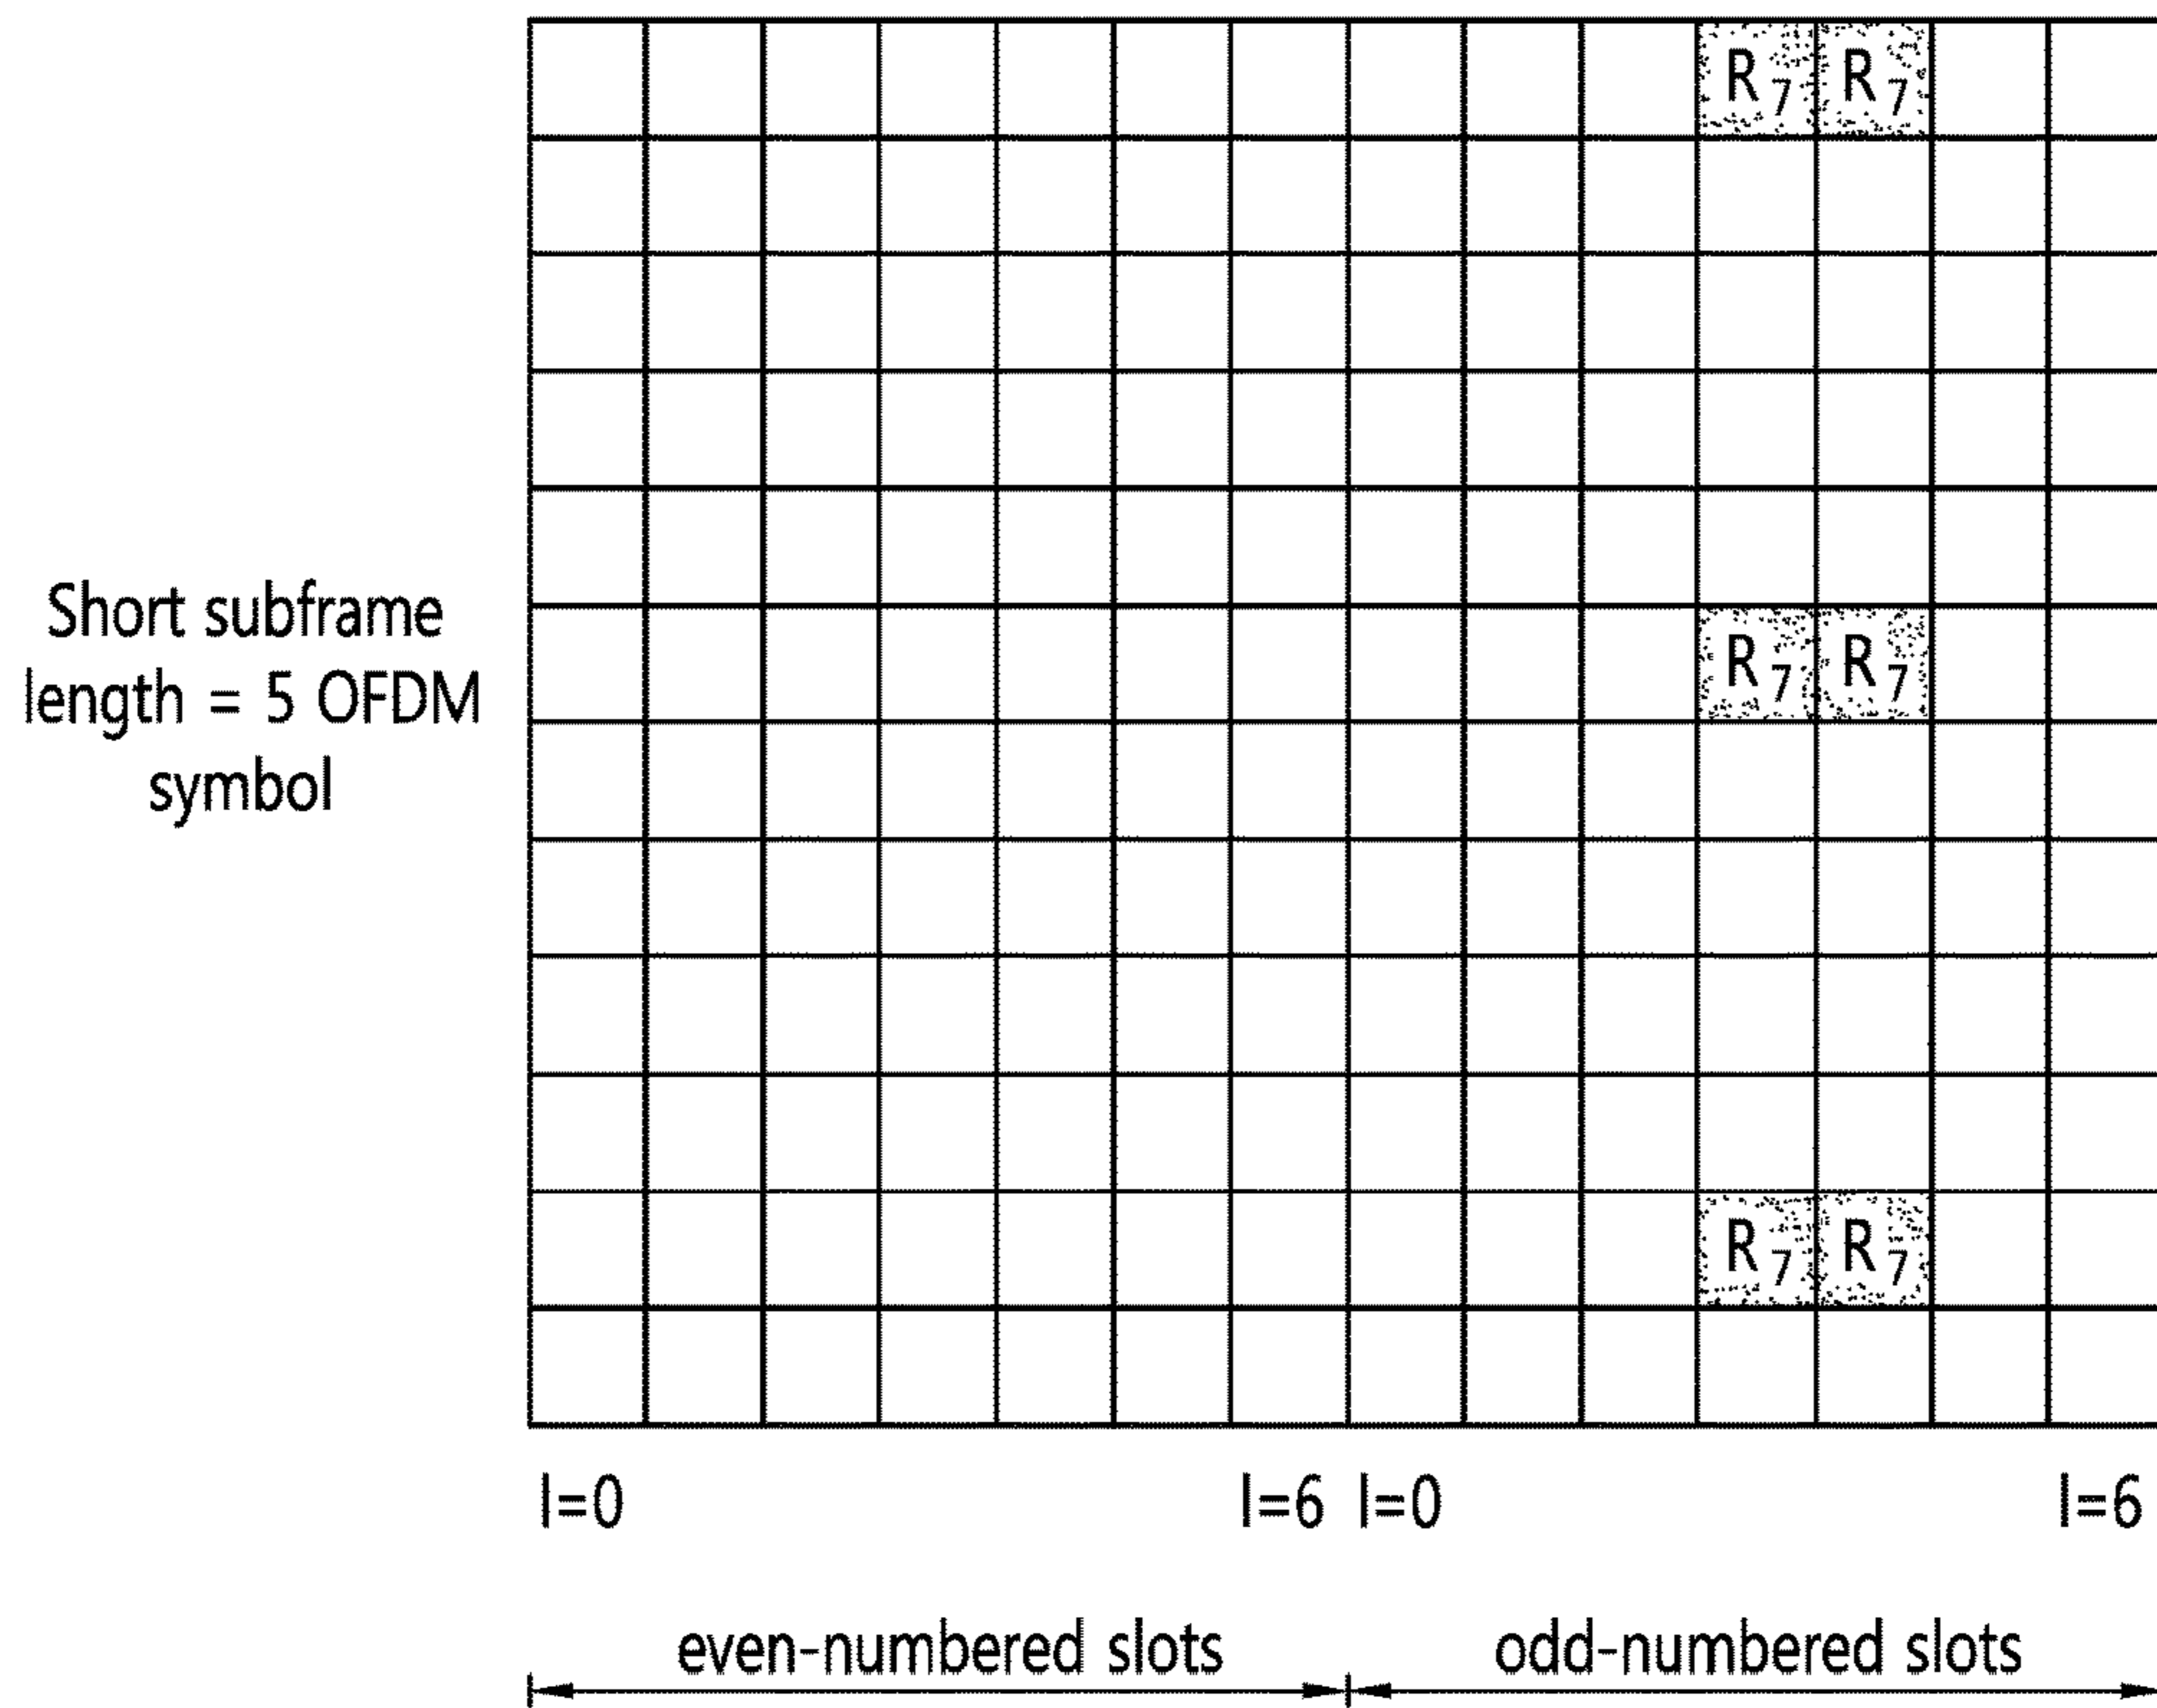 R7 R7
Short subframe
length = 5 OFDM
symbol
R7 R7
R7 R7
l=0 l=6 l=0 l=6
even-numbered slots odd-numbered slots